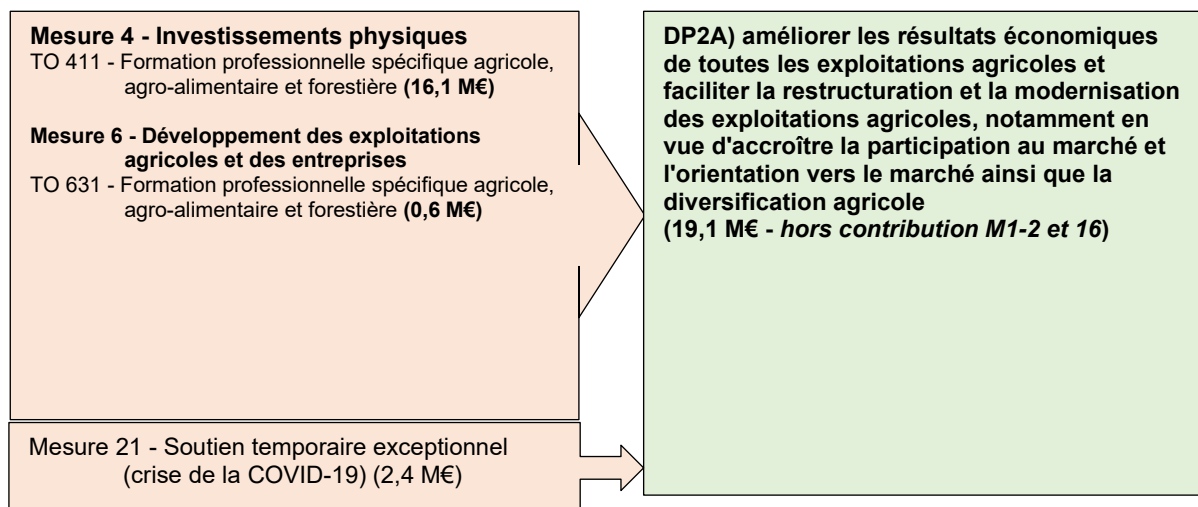 Mesure 4 - Investissements physiques
TO 411 - Formation professionnelle spécifique agricole,
agro-alimentaire et forestière (16,1 M€)
Mesure 6 - Développement des exploitations
agricoles et des entreprises
TO 631 - Formation professionnelle spécifique agricole,
agro-alimentaire et forestière (0,6 M€)
Mesure 21 - Soutien temporaire exceptionnel
(crise de la COVID-19) (2,4 M€)
DP2A) améliorer les résultats économiques
de toutes les exploitations agricoles et
faciliter la restructuration et la modernisation
des exploitations agricoles, notamment en
vue d'accroître la participation au marché et
l'orientation vers le marché ainsi que la
diversification agricole
(19,1 M€ - hors contribution M1-2 et 16)